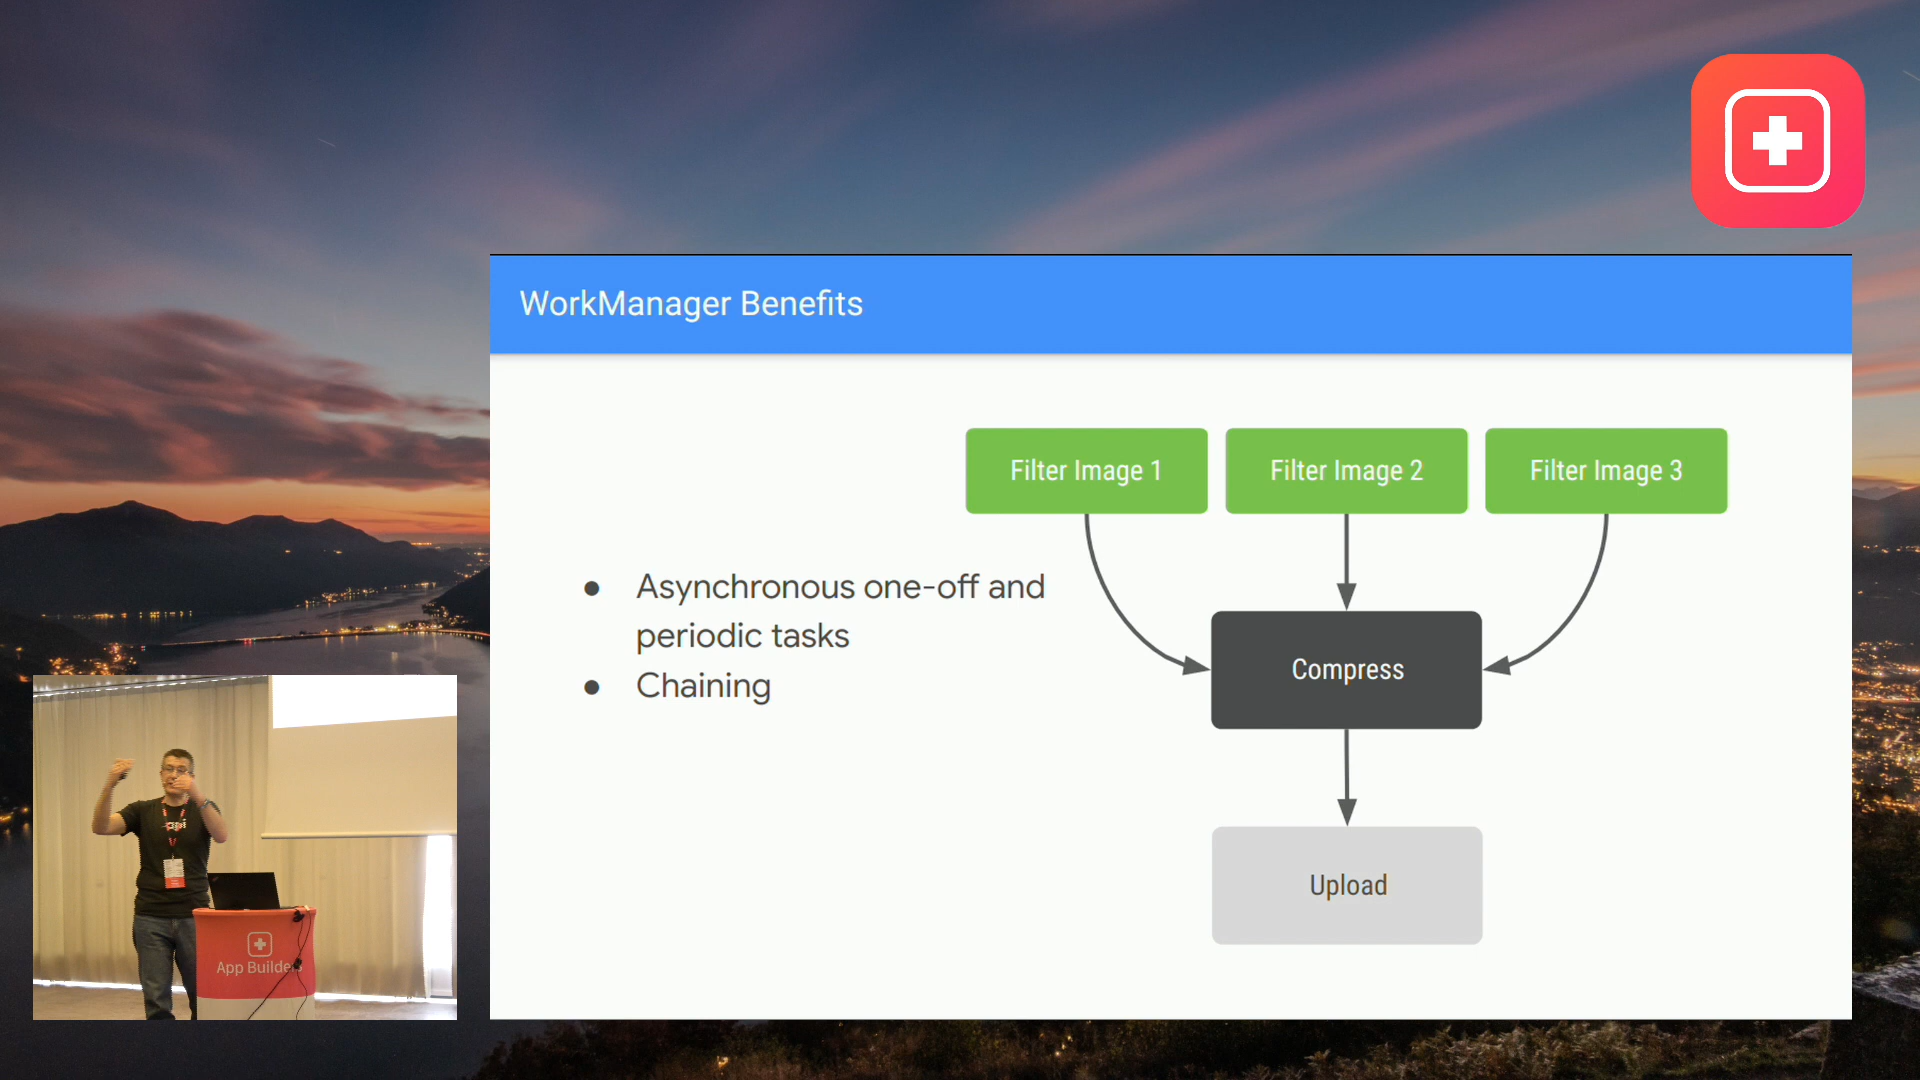 WorkManager Benefits
Filter Image 1
Filter Image 2
Filter Image 3
● Asynchronous one-off and
periodic tasks
● Chaining
Compress
Upload
App Builders